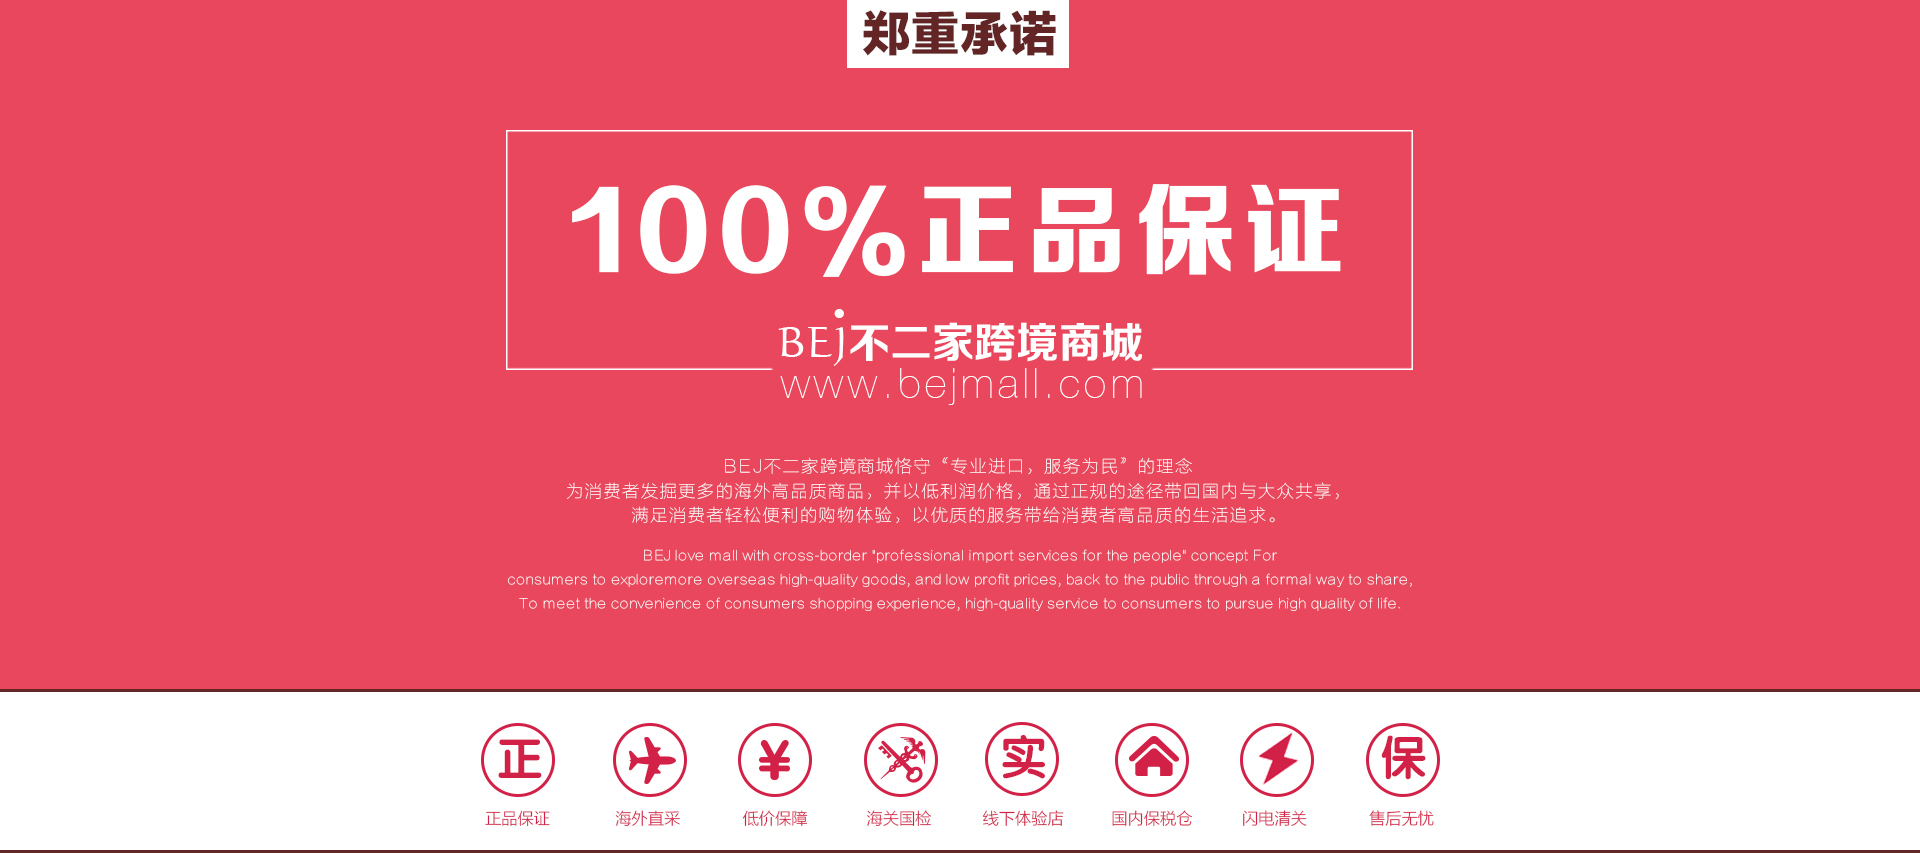 郑重承诺
100%正品保证
BEJ不二家跨境商城
www.bejmall.com
BEJ不二家跨境商城恪守“专业进口，服务为民”的理念
为消费者发掘更多的海外高品质商品，并以低利润价格，通过正规的途径带回国内与大众共享，
满足消费者轻松便利的购物体验，以优质的服务带给消费者高品质的生活追求。
BEJ love mall with cross-border "professional import services for the people" concept For
consumers to exploremore overseas high-quality goods, and low profit prices, back to the public through a formal way to share,
To meet the convenience of consumers shopping experience, high-quality service to consumers to pursue high quality of life.
正 ¥ 实 保
正品保证 海外直采 低价保障 海关国检 线下体验店 国内保税仓 闪电清关 售后无忧